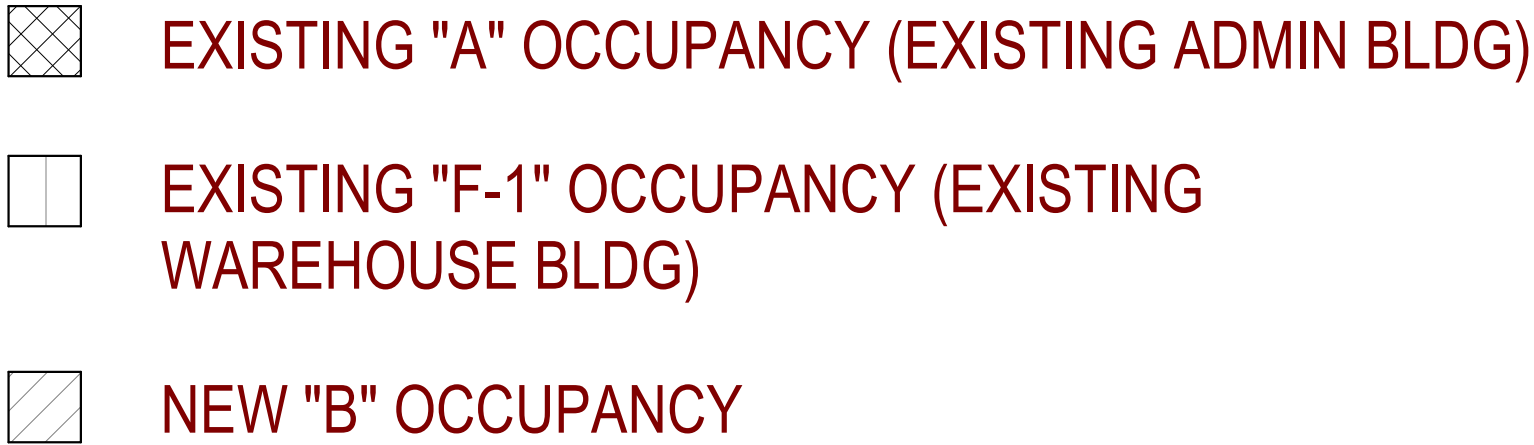 EXISTING "A" OCCUPANCY (EXISTING ADMIN BLDG)
EXISTING "F-1" OCCUPANCY (EXISTING
WAREHOUSE BLDG)
NEW "B" OCCUPANCY